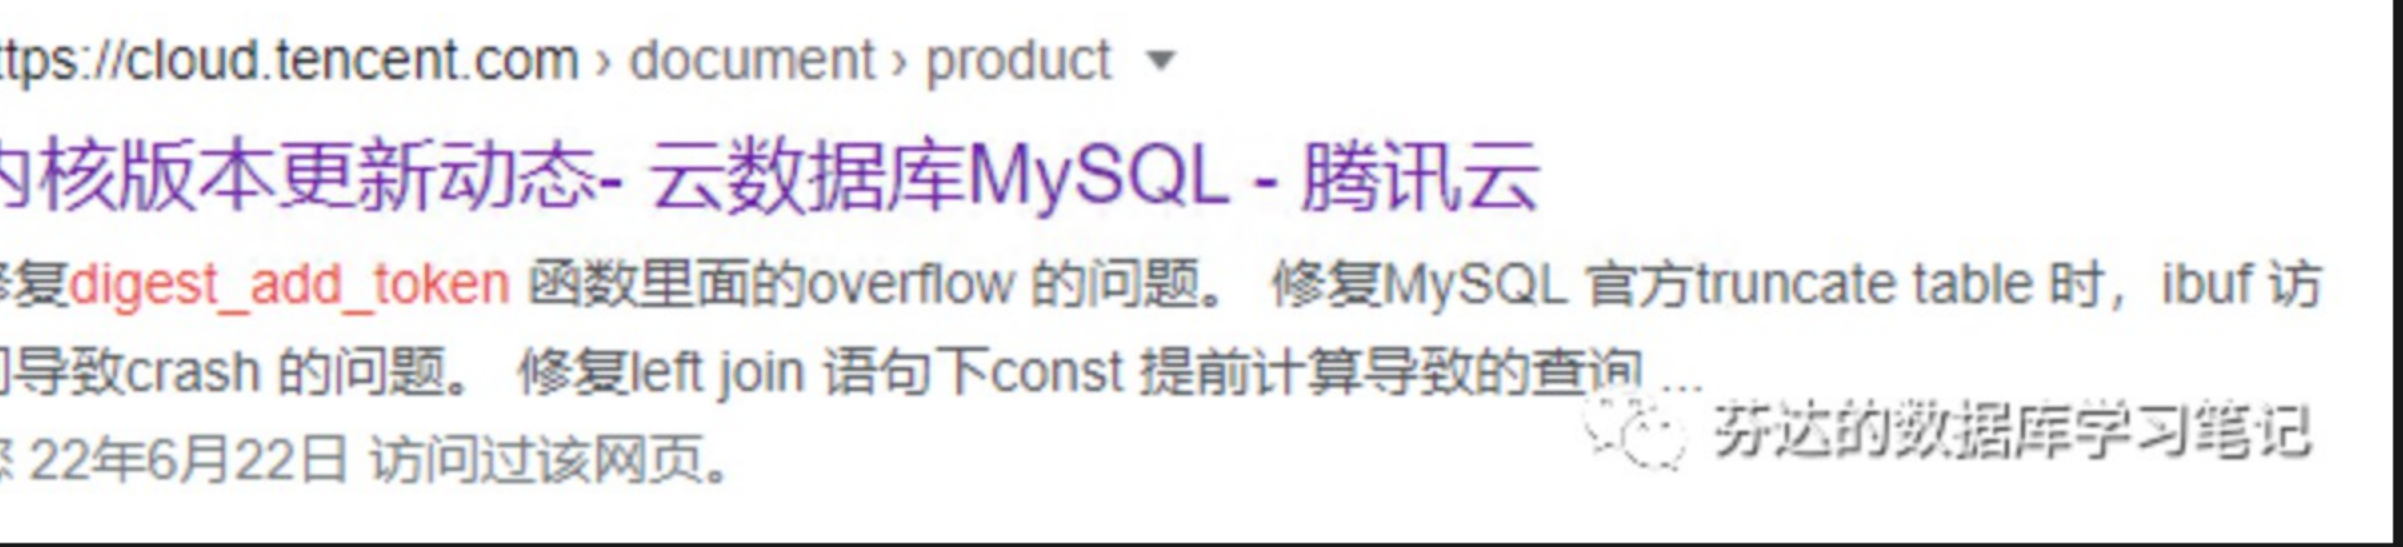 ttps://cloud.tencent.com › document › product
内核版本更新动态- 云数据库MySQL - 腾讯云
修复digest_add_token 函数里面的overflow 的问题。 修复MySQL 官方truncate table 时，ibuf 访
问导致crash 的问题。 修复left join 语句下const 提前计算导致的查询 ...
您 22年6月22日 访问过该网页。
芬达的数据库学习笔记